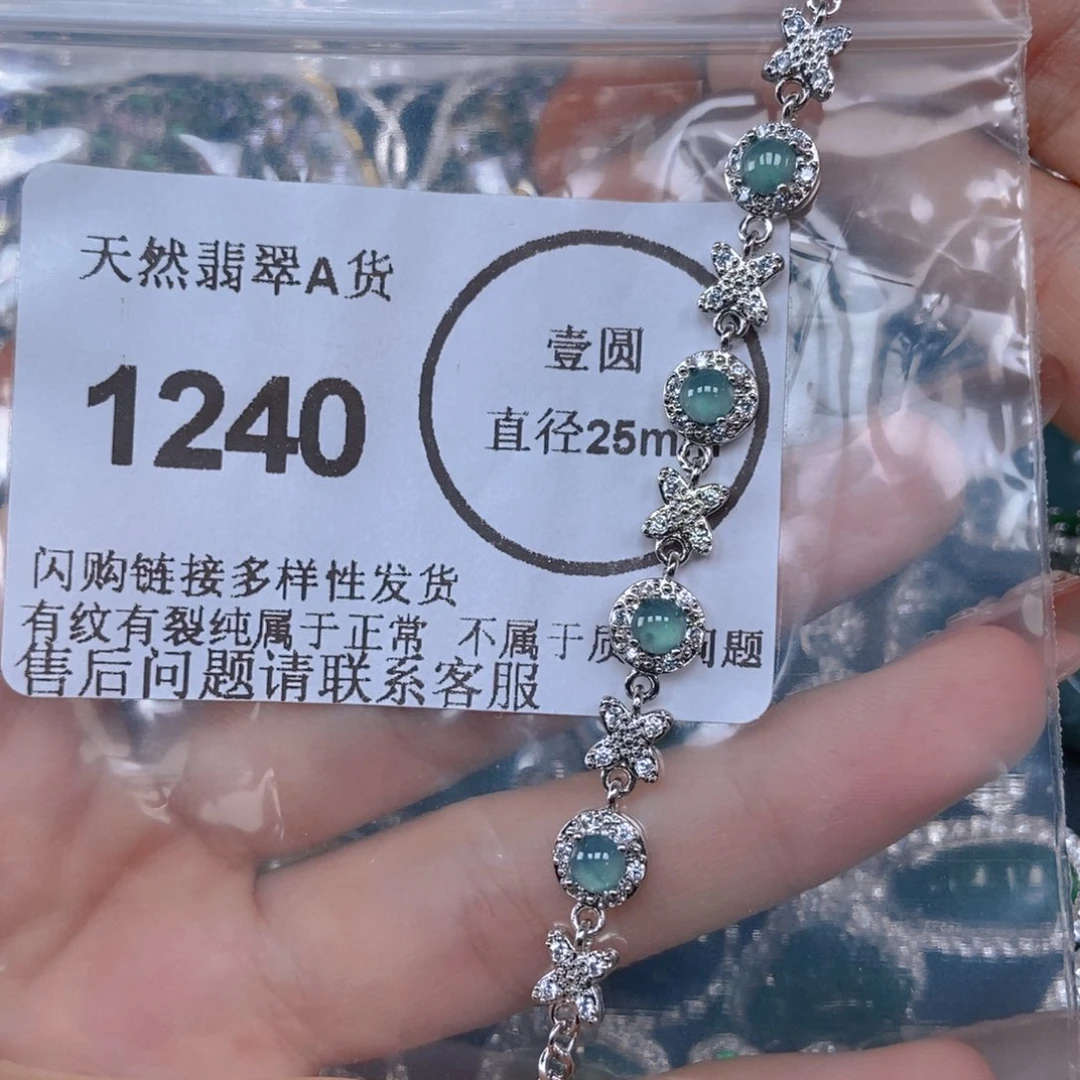 天然翡翠A货
1240
壹圆
直径25m
闪购链接多样性发货
有纹有裂纯属于正常 不属于质 问题
售后问题请联系客服